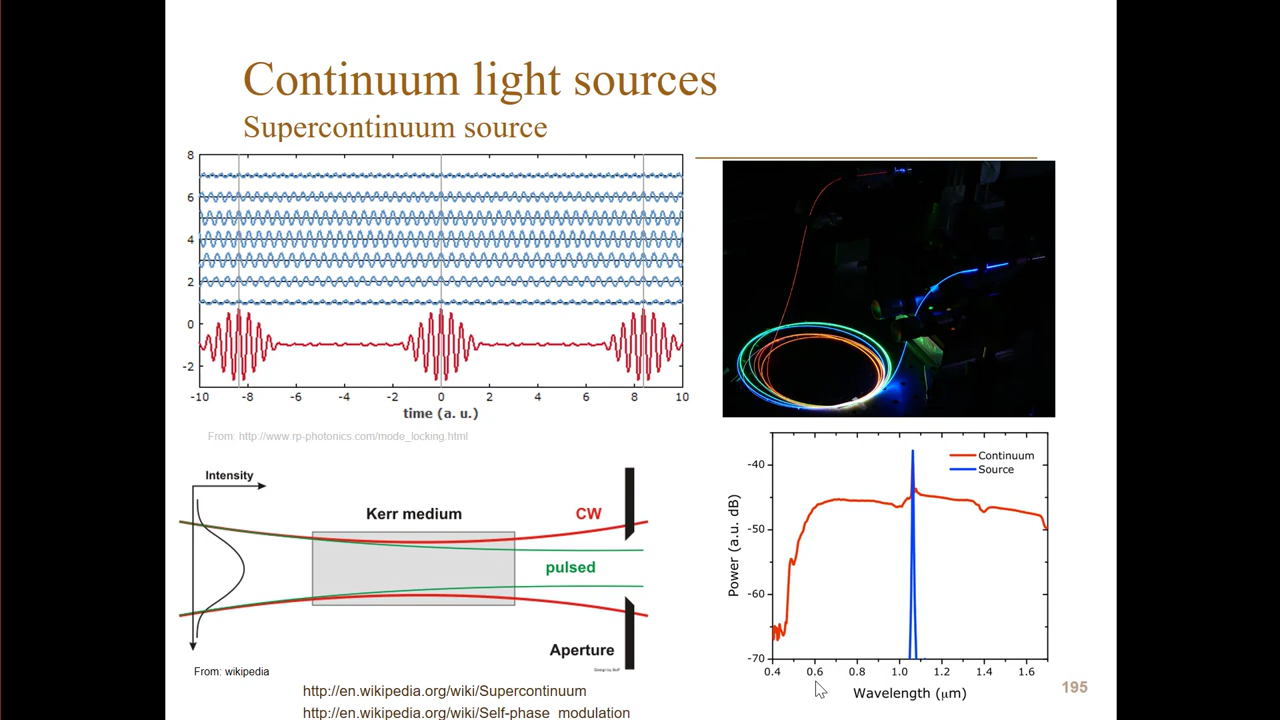 Continuum light sources
Supercontinuum source
8
6
4
2
0
-2
-10 -8 -6 -4 -2 0 2 4 6 8 10
time (a. u.)
From: http://www.rp-photonics.com/mode_locking.html
Intensity
Kerr medium
CW
pulsed
Aperture
From: wikipedia
Continuum
Source
Power (a.u. dB)
-40
-50
-60
-70
0.4 0.6 0.8 1.0 1.2 1.4 1.6
Wavelength (μm)
http://en.wikipedia.org/wiki/Supercontinuum
http://en.wikipedia.org/wiki/Self-phase_modulation
195